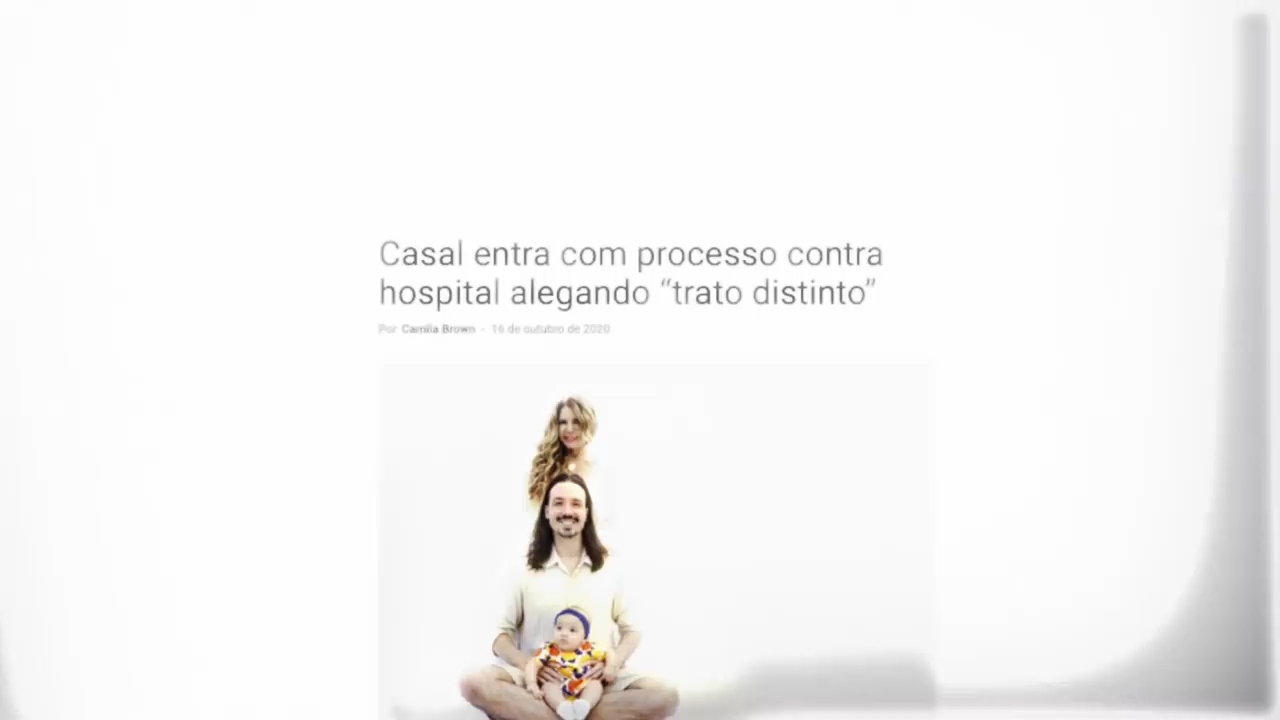 Casal entra com processo contra
hospital alegando “trato distinto”
Por Camila Brown - 16 de outubro de 2020